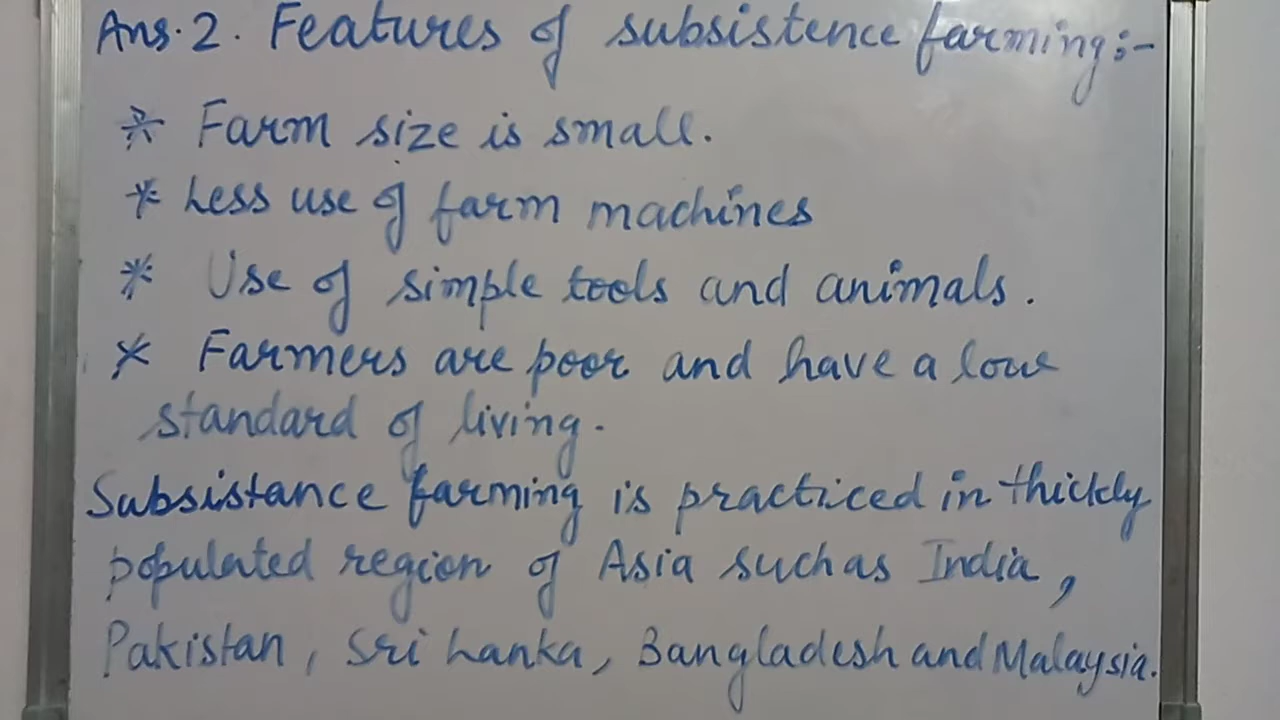 Ans. 2. Features of subsistence farming:-
* Farm size is small.
* Less use of farm machines
* Use of simple tools and animals.
* Farmers are poor and have a low
standard of living.
Subsistance farming is practiced in thickly
populated region of Asia such as India,
Pakistan, Sri Lanka, Bangladesh and Malaysia.